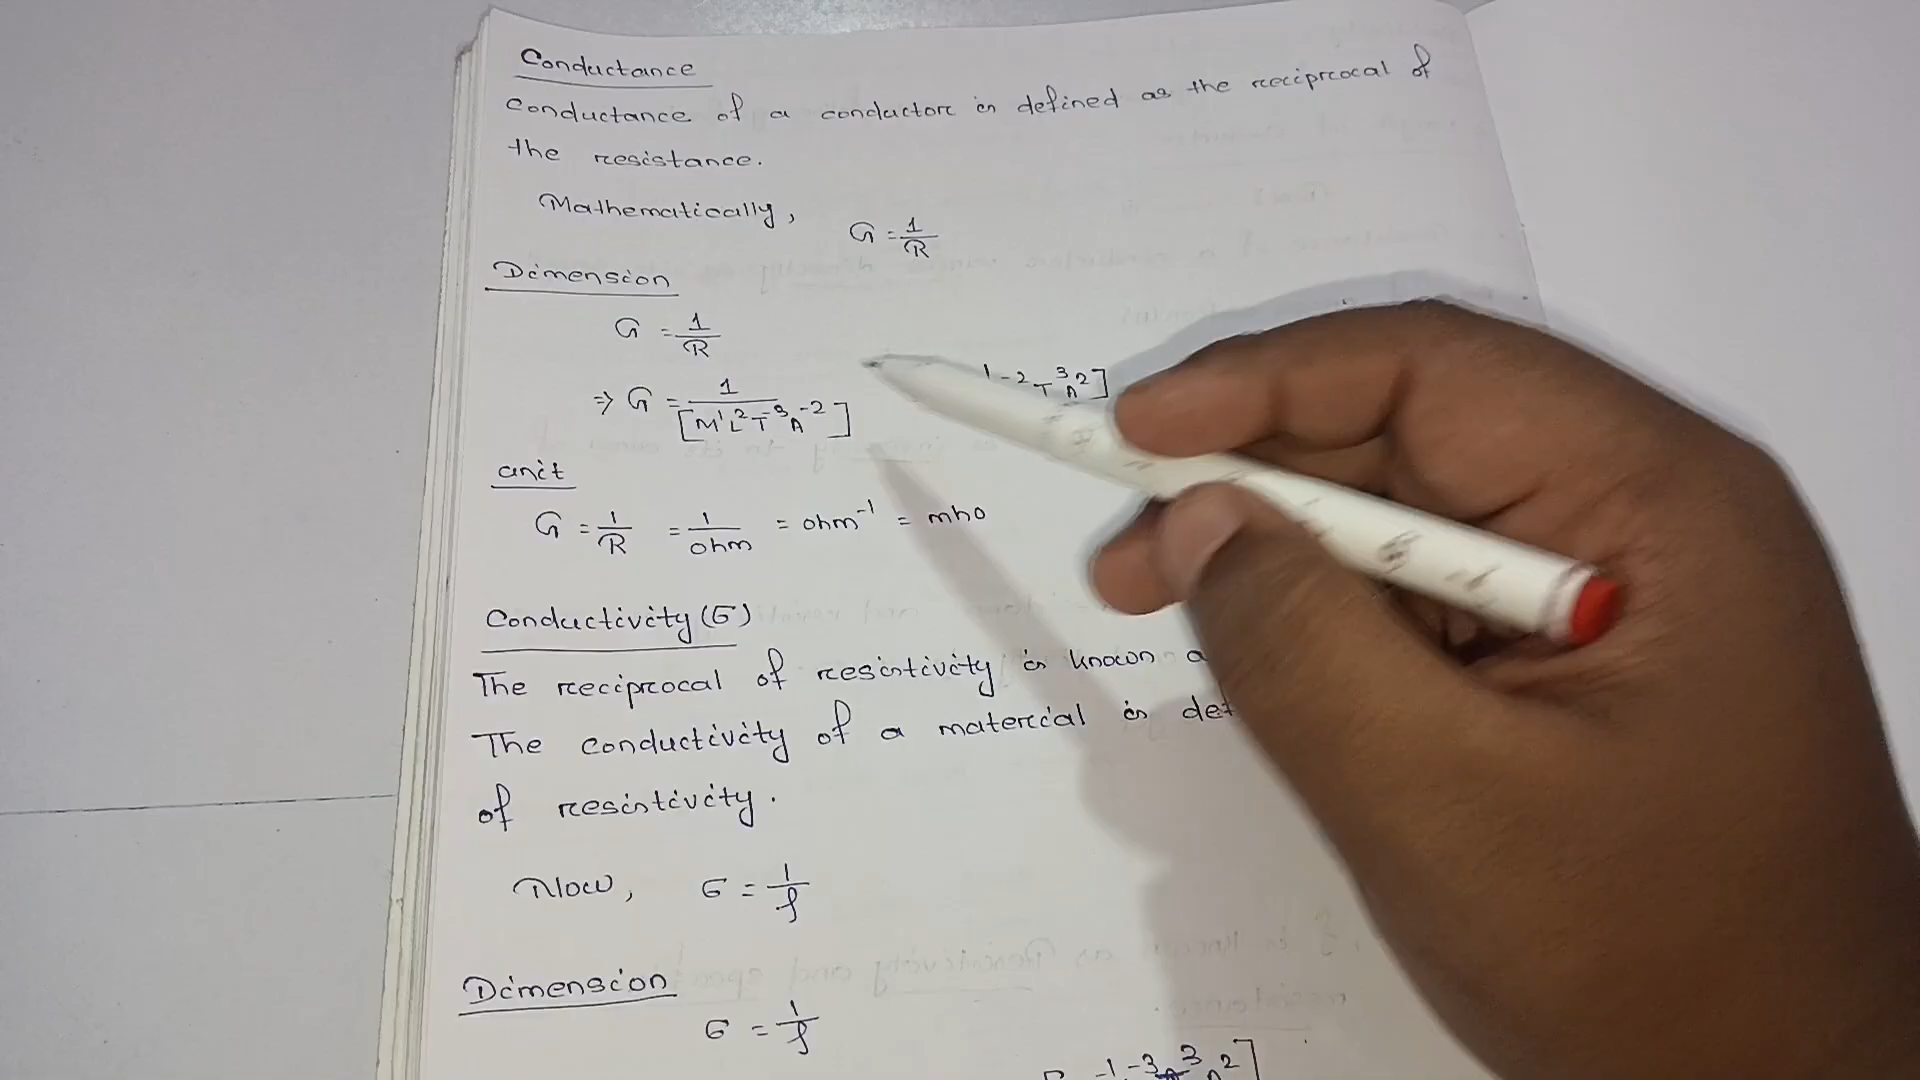 Conductance
Conductance of a conductor is defined as the reciprocal of
the resistance.
Mathematically,
G = 1/R
Dimension
G = 1/R
⇒ G = 1/[M¹L²T⁻³A⁻²]
⁻²T³A²]
unit
G = 1/R = 1/ohm = ohm⁻¹ = mho
Conductivity (σ)
The reciprocal of resistivity is known
The conductivity of a material is
of resistivity.
Now, σ = 1/ρ
Dimension
σ = 1/ρ